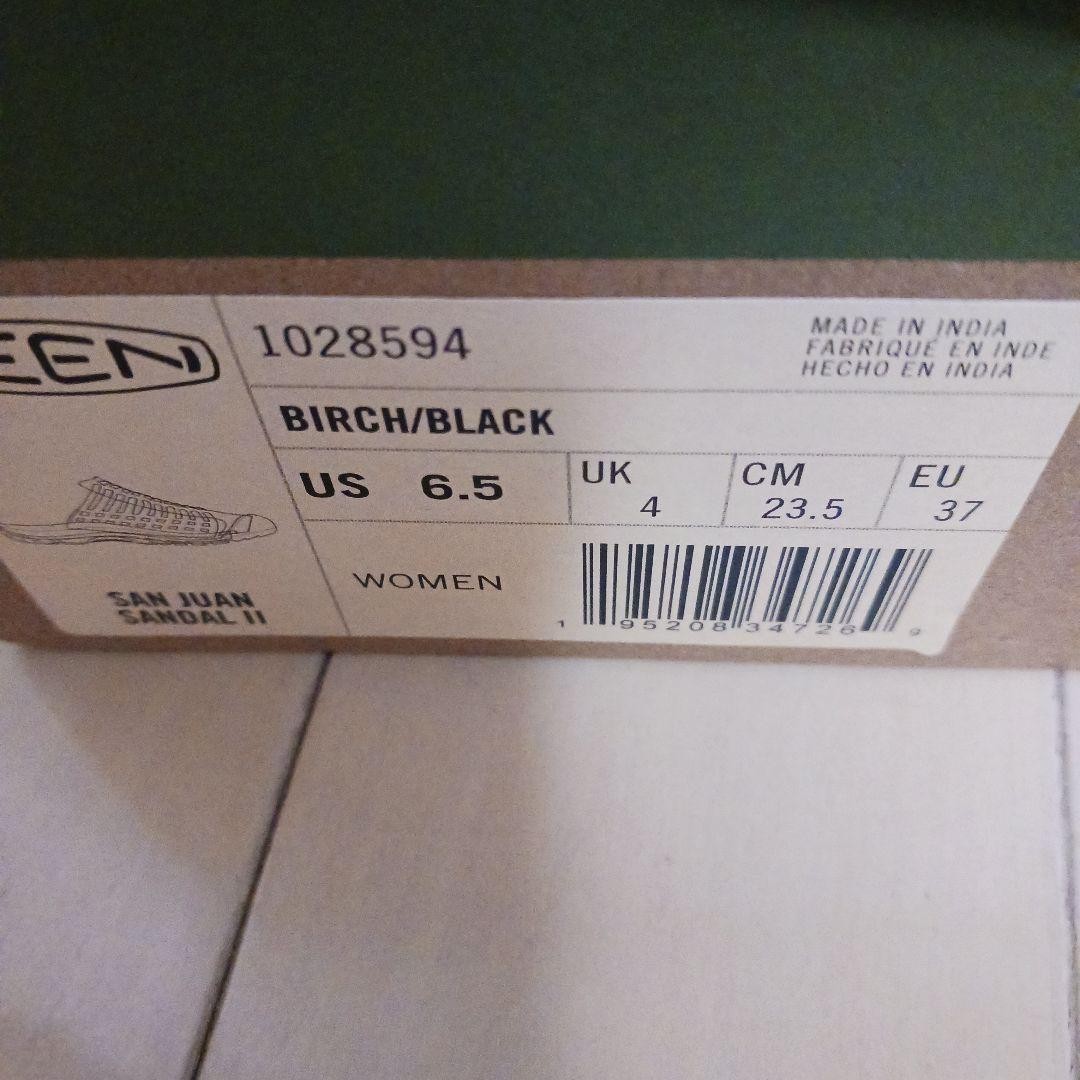 EEN
1028594
MADE IN INDIA
FABRIQUÉ EN INDE
HECHO EN INDIA
BIRCH/BLACK
US 6.5
UK 4
CM 23.5
EU 37
WOMEN
SAN JUAN
SANDAL II
1 95208 34726 9